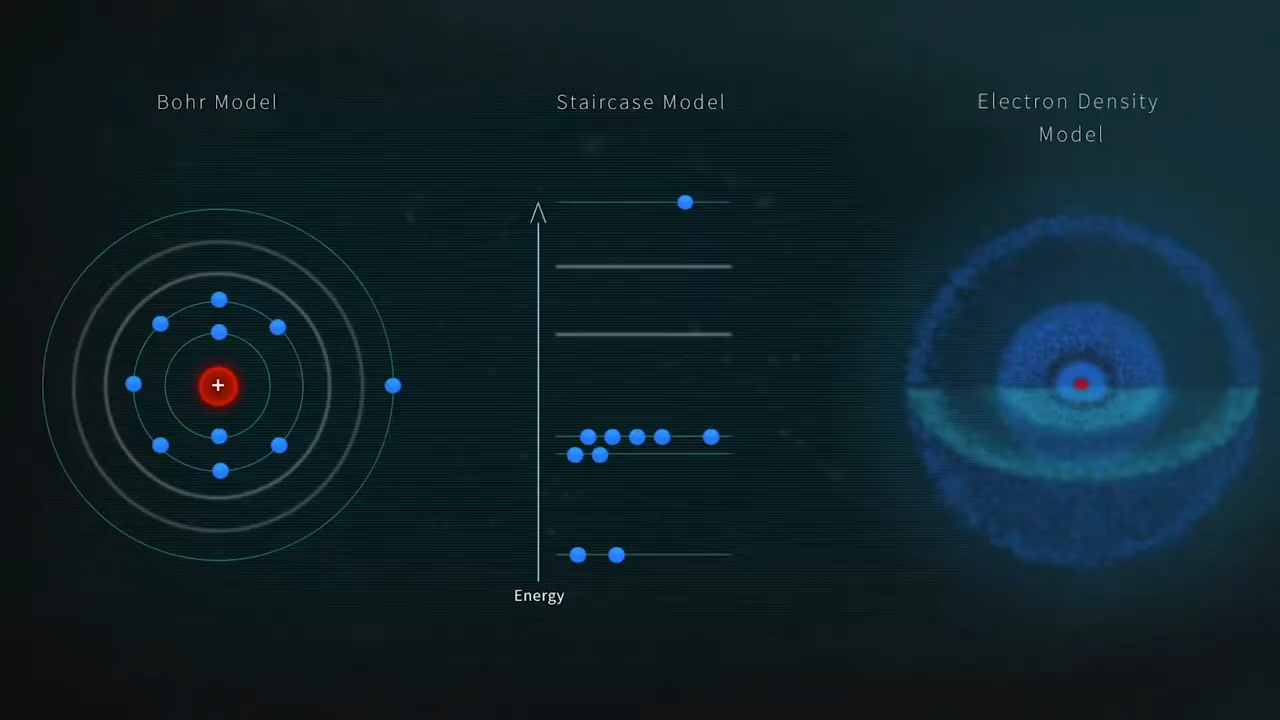 Bohr Model
Staircase Model
Electron Density
Model
+
Energy